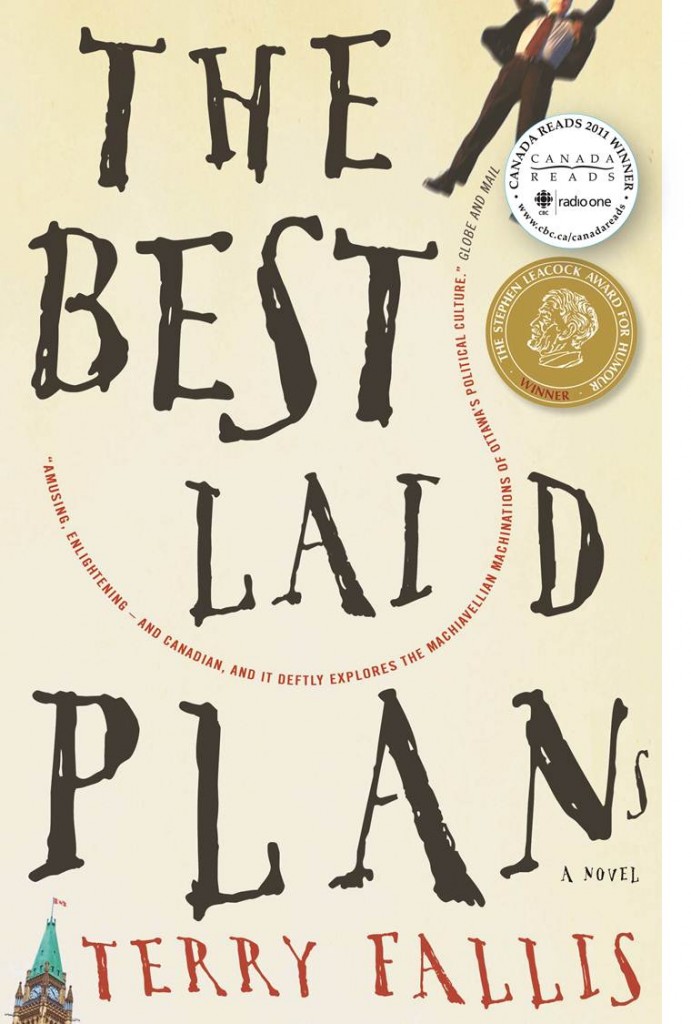 THE
BEST
LAID
PLANs
A NOVEL
TERRY FALLIS
"AMUSING, ENLIGHTENING – AND CANADIAN, AND IT DEFTLY EXPLORES THE MACHIAVELLIAN MACHINATIONS OF OTTAWA'S POLITICAL CULTURE." GLOBE AND MAIL
· CANADA READS 2011 WINNER ·
CANADA
READS
CBC
radioone
www.cbc.ca/canadareads
· THE STEPHEN LEACOCK AWARD FOR HUMOUR ·
WINNER